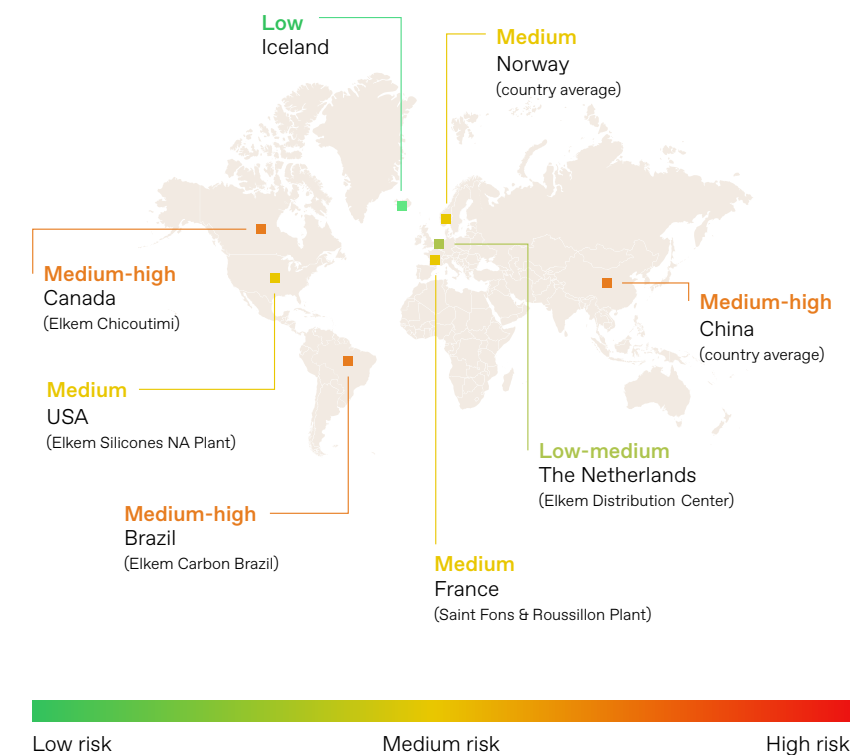 Low
Iceland
Medium
Norway
(country average)
Medium-high
Canada
(Elkem Chicoutimi)
Medium-high
China
(country average)
Medium
USA
(Elkem Silicones NA Plant)
Low-medium
The Netherlands
(Elkem Distribution Center)
Medium-high
Brazil
(Elkem Carbon Brazil)
Medium
France
(Saint Fons & Roussillon Plant)
Low risk
Medium risk
High risk